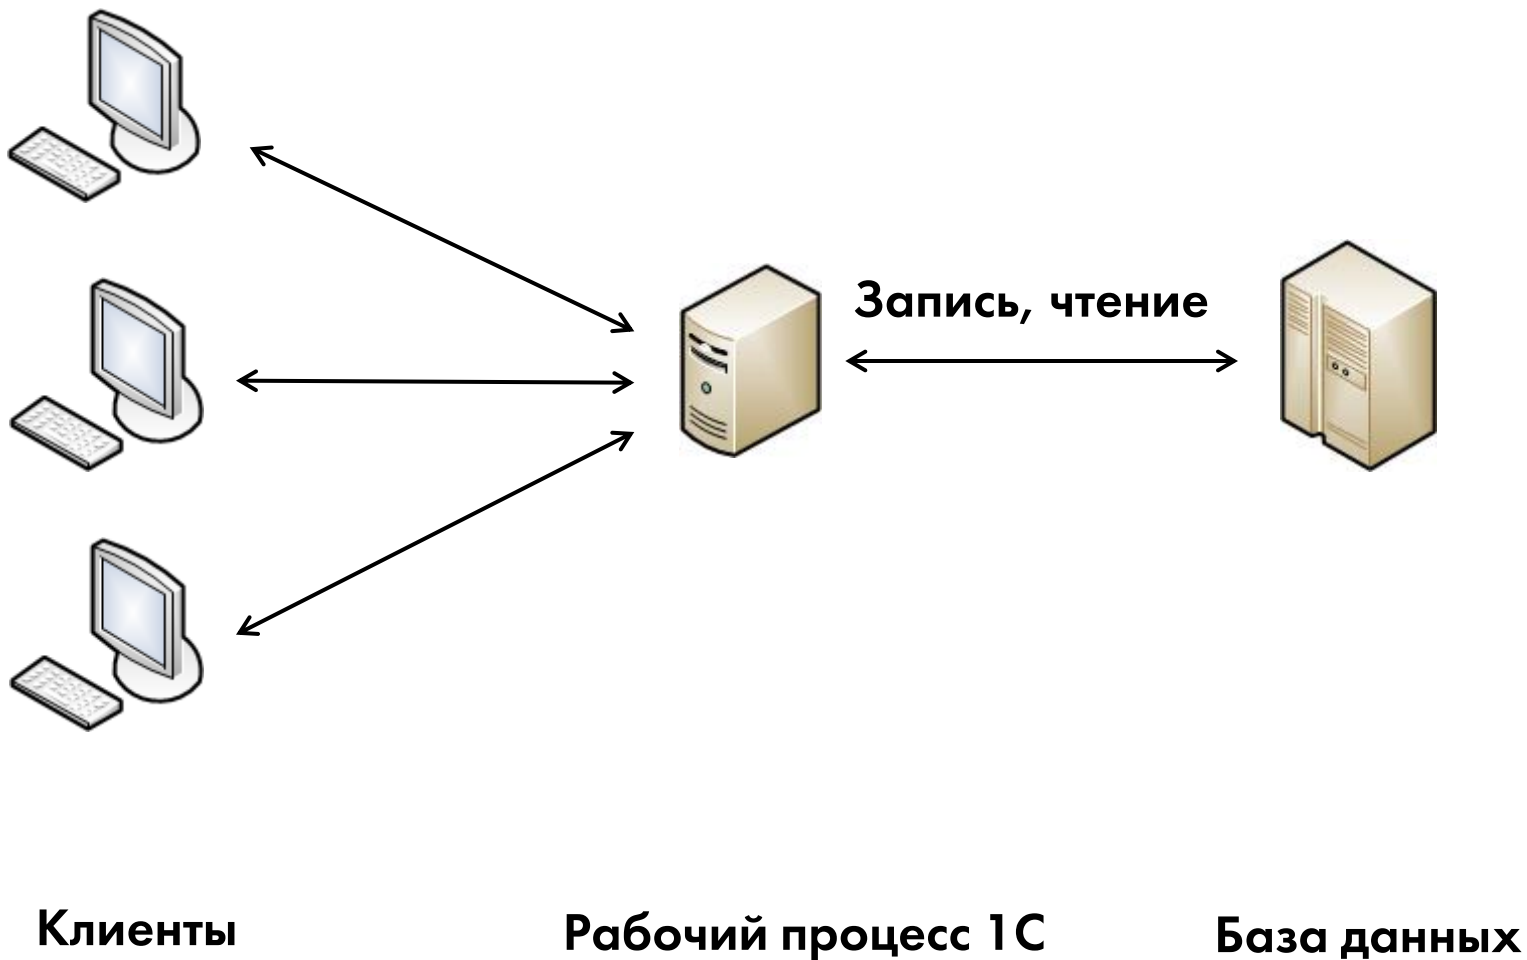 Запись, чтение
Клиенты
Рабочий процесс 1С
База данных